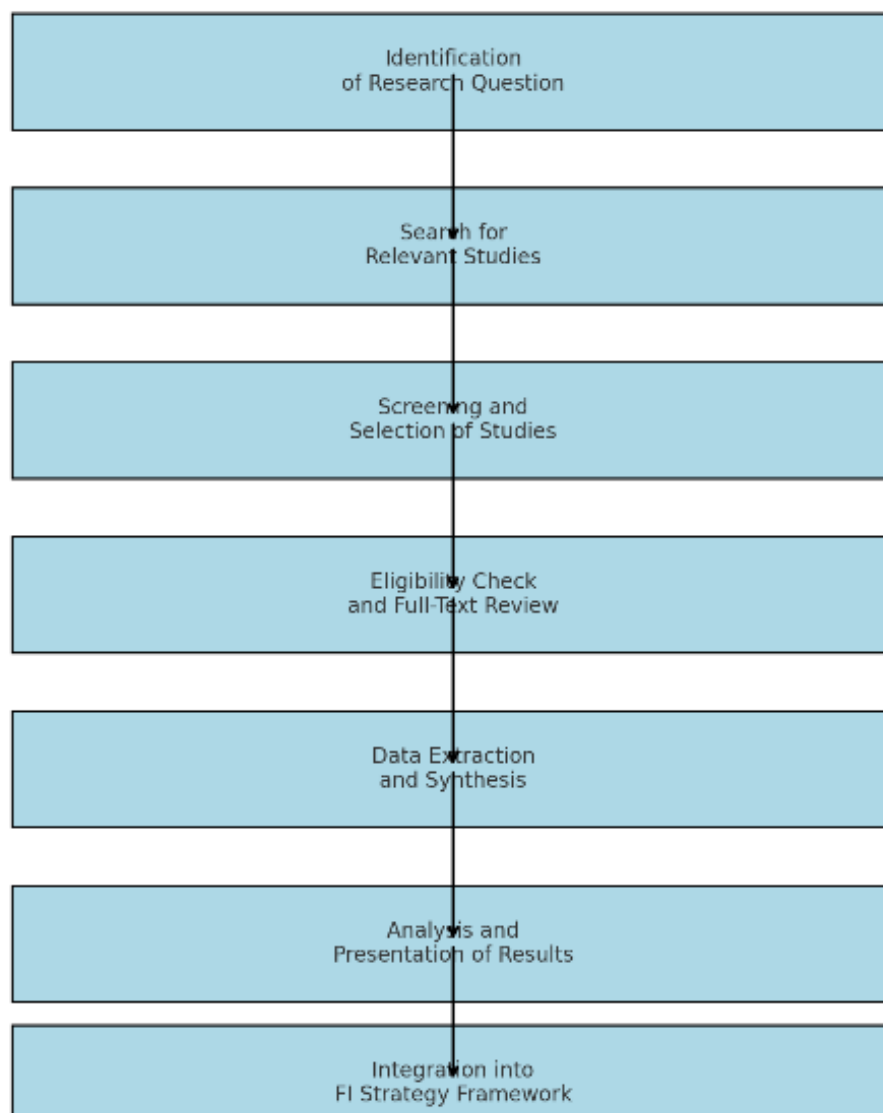 Identification
of Research Question
Search for
Relevant Studies
Screening and
Selection of Studies
Eligibility Check
and Full-Text Review
Data Extraction
and Synthesis
Analysis and
Presentation of Results
Integration into
FI Strategy Framework